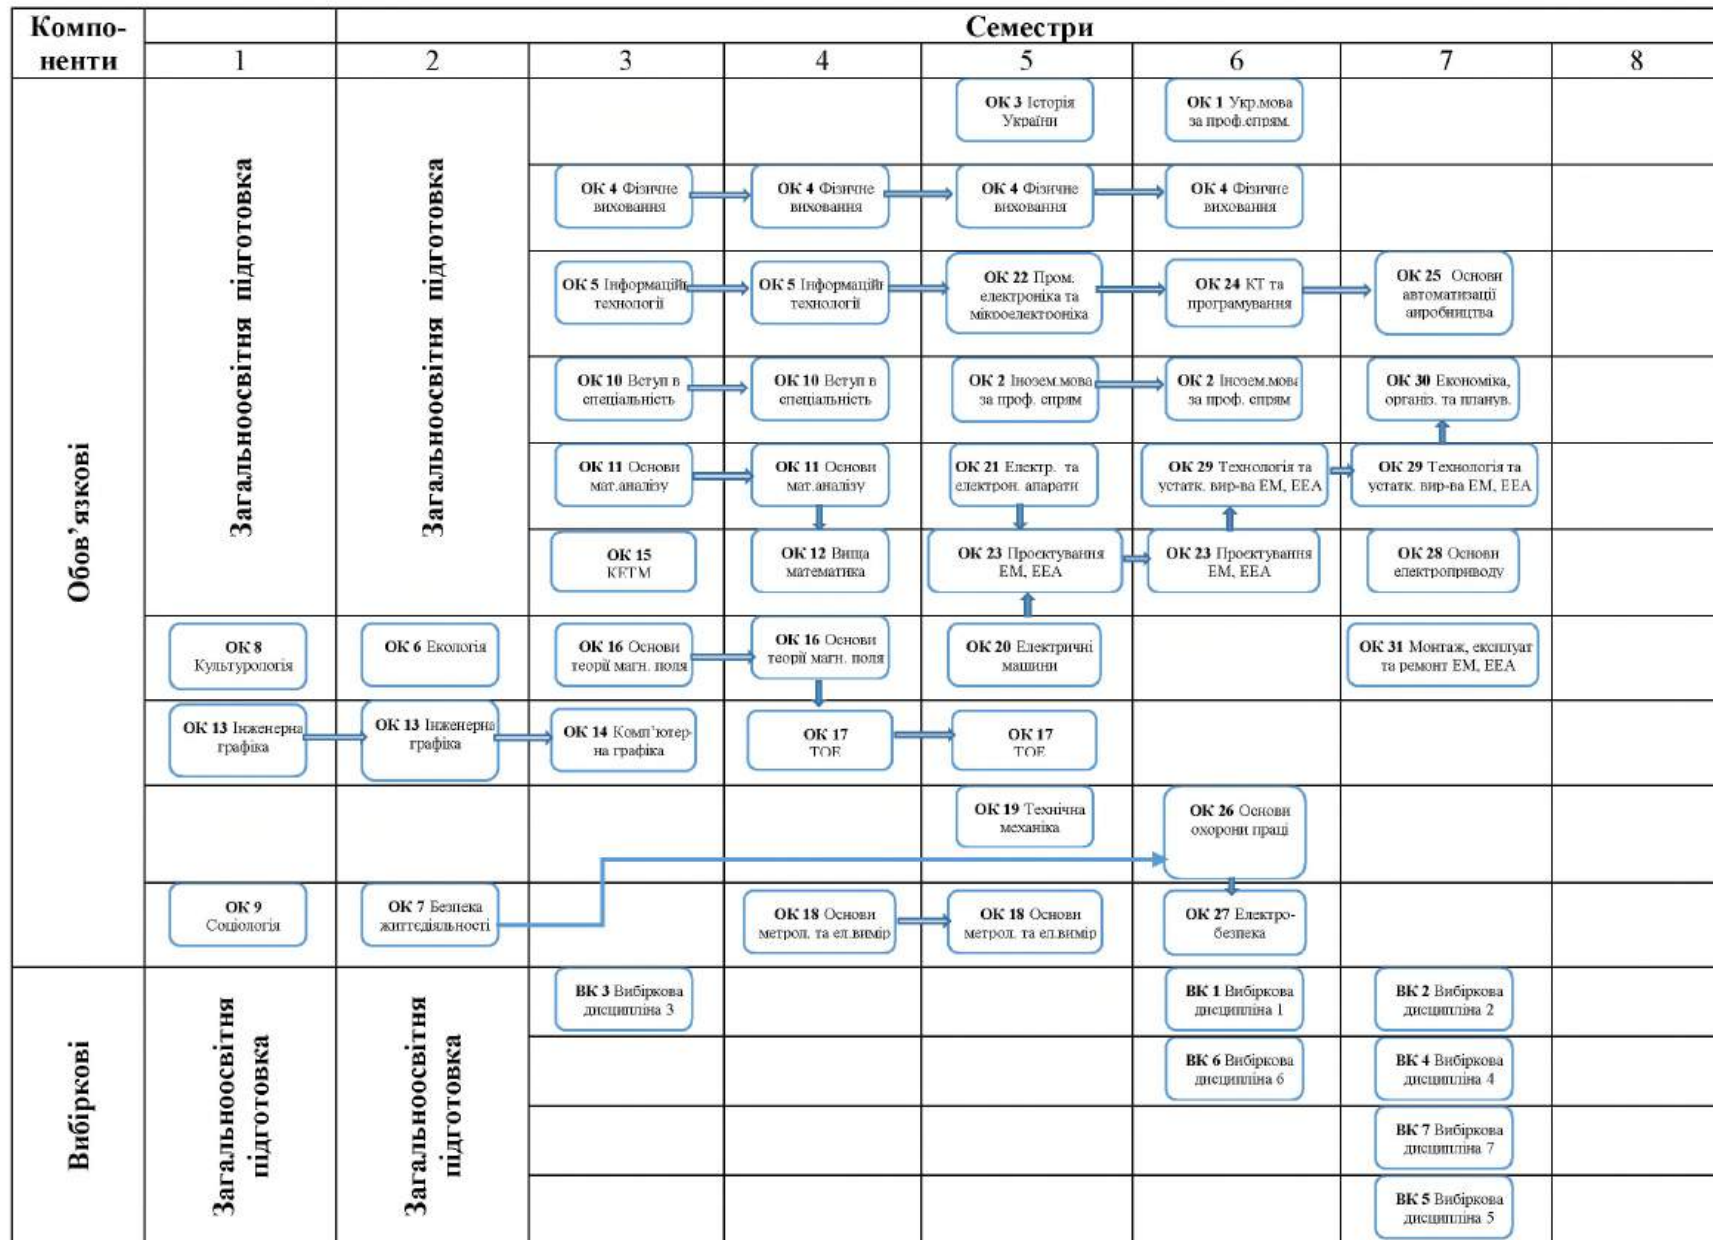 Компо-
ненти
Семестри
1
2
3
4
5
6
7
8
Обов’язкові
Загальноосвітня підготовка
Загальноосвітня підготовка
ОК 3 Історія
України
ОК 1 Укр.мова
за проф.спрям.
ОК 4 Фізичне
виховання
ОК 4 Фізичне
виховання
ОК 4 Фізичне
виховання
ОК 4 Фізичне
виховання
ОК 5 Інформаційн
технології
ОК 5 Інформаційн
технології
ОК 22 Пром.
електроніка та
мікроелектроніка
ОК 24 КТ та
програмування
ОК 25 Основи
автоматизації
аиробництва
ОК 10 Вступ в
спеціальність
ОК 10 Вступ в
спеціальність
ОК 2 Інозем.мова
за проф. спрям
ОК 2 Інозем.мова
за проф. спрям
ОК 30 Економіка,
організ. та планув.
ОК 11 Основи
мат.аналізу
ОК 11 Основи
мат.аналізу
ОК 21 Електр. та
електрон. апарати
ОК 29 Технологія та
устатк. вир-ва ЕМ, ЕЕА
ОК 29 Технологія та
устатк. вир-ва ЕМ, ЕЕА
ОК 15
КЕТМ
ОК 12 Вища
математика
ОК 23 Проєктування
ЕМ, ЕЕА
ОК 23 Проєктування
ЕМ, ЕЕА
ОК 28 Основи
електроприводу
ОК 8
Культурологія
ОК 6 Екологія
ОК 16 Основи
теорії магн. поля
ОК 16 Основи
теорії магн. поля
ОК 20 Електричні
машини
ОК 31 Монтаж, експлуат
та ремонт ЕМ, ЕЕА
ОК 13 Інженерна
графіка
ОК 13 Інженерна
графіка
ОК 14 Комп’ютер-
на графіка
ОК 17
ТОЕ
ОК 17
ТОЕ
ОК 19 Технічна
механіка
ОК 26 Основи
охорони праці
ОК 9
Соціологія
ОК 7 Безпека
життєдіяльності
ОК 18 Основи
метрол. та ел.вимір
ОК 18 Основи
метрол. та ел.вимір
ОК 27 Електро-
безпека
Вибіркові
Загальноосвітня
підготовка
Загальноосвітня
підготовка
ВК 3 Вибіркова
дисципліна 3
ВК 1 Вибіркова
дисципліна 1
ВК 2 Вибіркова
дисципліна 2
ВК 6 Вибіркова
дисципліна 6
ВК 4 Вибіркова
дисципліна 4
ВК 7 Вибіркова
дисципліна 7
ВК 5 Вибіркова
дисципліна 5